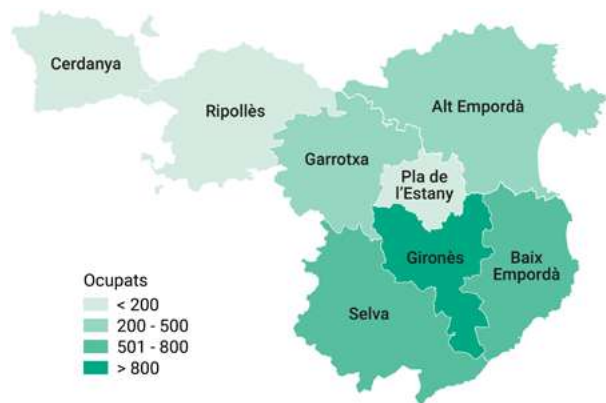 Cerdanya
Ripollès
Alt Empordà
Garrotxa
Pla de
l'Estany
Gironès
Baix
Empordà
Selva
Ocupats
< 200
200 - 500
501 - 800
> 800